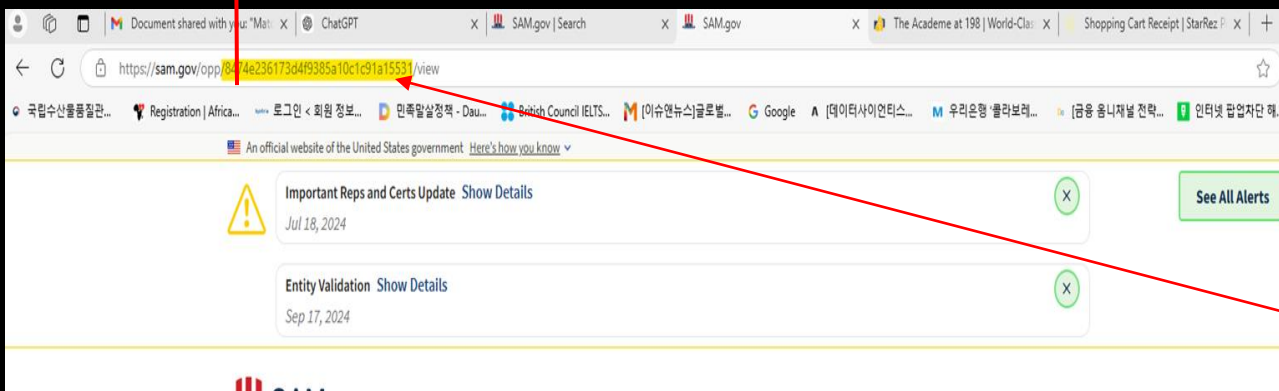 Document shared with you: "Mat ChatGPT SAM.gov | Search SAM.gov The Academe at 198 | World-Clas Shopping Cart Receipt | StarRez P
https://sam.gov/opp/8474e236173d4f9385a10c1c91a15531/view
국립수산물품질관... Registration | Africa... 로그인 < 회원 정보... 민족말살정책 - Dau... British Council IELTS... [이슈앤뉴스]글로벌... Google [데이터사이언티스... 우리은행 '콜라보레... [금융 옴니채널 전략... 인터넷 팝업차단 해...
An official website of the United States government Here's how you know
Important Reps and Certs Update Show Details
Jul 18, 2024
See All Alerts
Entity Validation Show Details
Sep 17, 2024